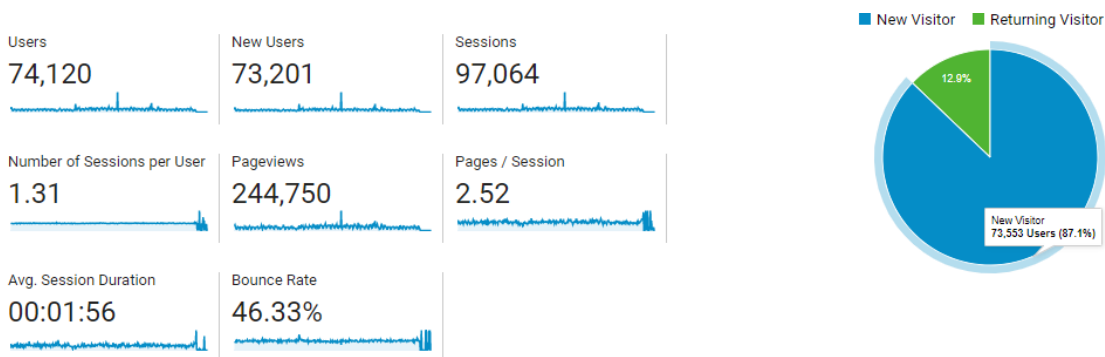 New Visitor Returning Visitor
Users New Users Sessions
74,120 73,201 97,064
12.9%
Number of Sessions per User Pageviews Pages / Session
1.31 244,750 2.52
New Visitor
73,553 Users (87.1%)
Avg. Session Duration Bounce Rate
00:01:56 46.33%